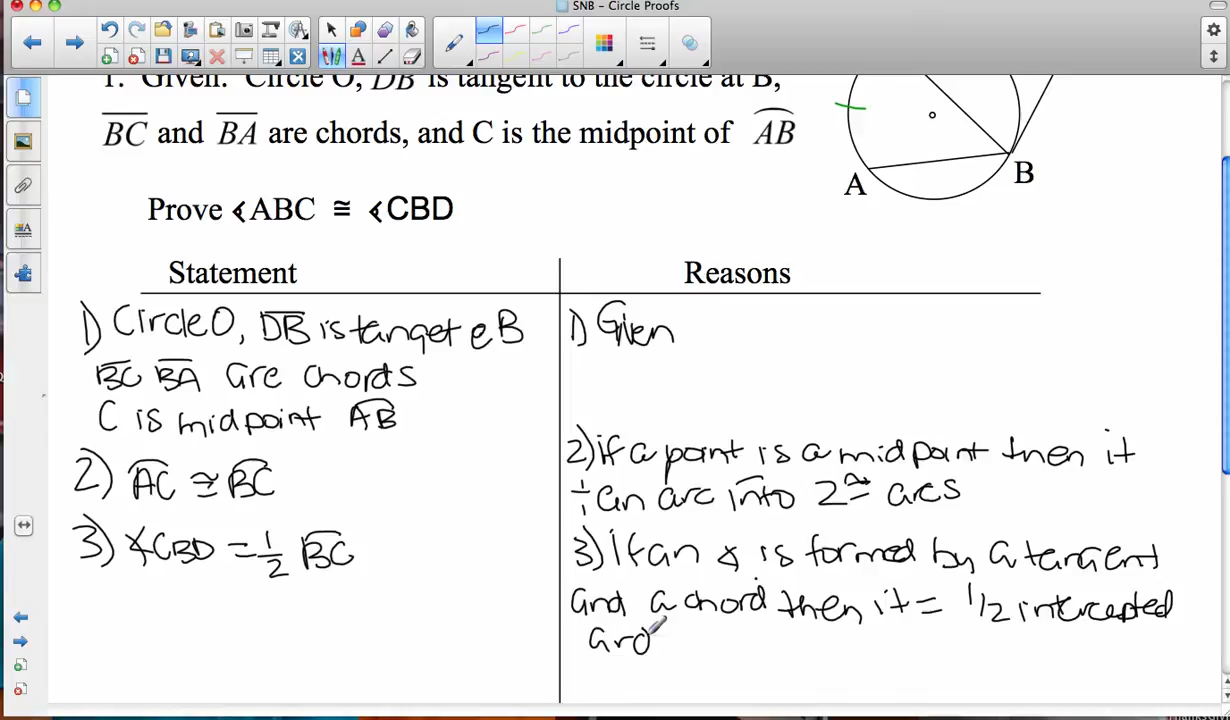 SNB - Circle Proofs
1. Given: Circle O, DB is tangent to the circle at B,
BC and BA are chords, and C is the midpoint of AB
A
B
Prove ∢ABC ≅ ∢CBD
Statement
Reasons
1) Circle O, DB is tanget @ B
BC BA are chords
C is midpoint AB
1) Given
2) AC ≅ BC
2) if a point is a midpoint then it
÷ an arc into 2 ≅ arcs
3) ∢CBD = 1/2 BC
3) If an ∢ is formed by a tangent
and a chord then it = 1/2 intercepted
arc